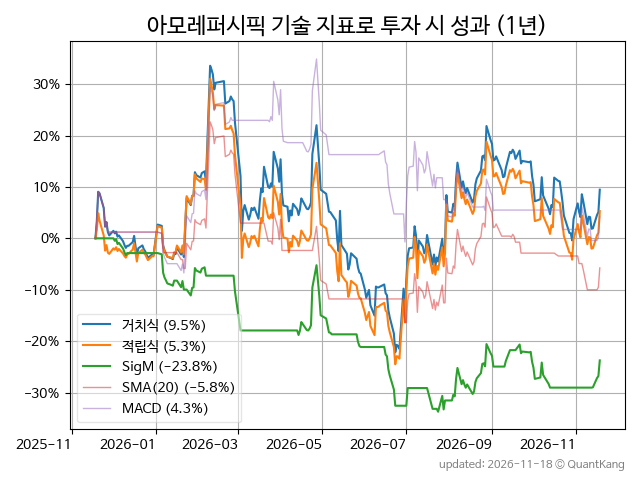 아모레퍼시픽 기술 지표로 투자 시 성과 (1년)
30%
20%
10%
0%
−10%
−20%
−30%
거치식 (9.5%)
적립식 (5.3%)
SigM (−23.8%)
SMA(20) (−5.8%)
MACD (4.3%)
2025-11 2026-01 2026-03 2026-05 2026-07 2026-09 2026-11
updated: 2026-11-18 © QuantKang